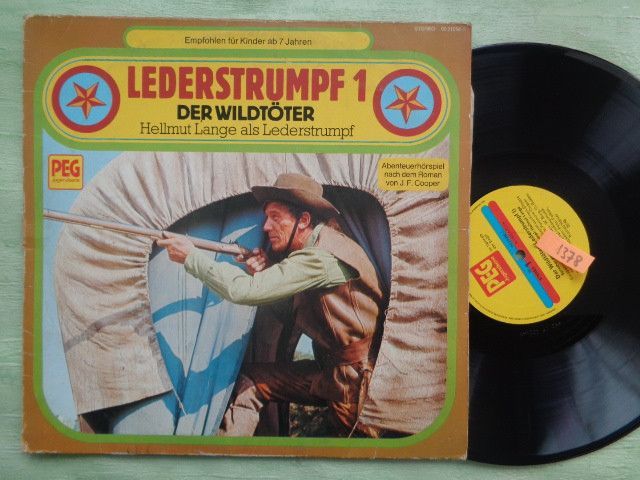 Empfohlen für Kinder ab 7 Jahren
STEREO
LEDERSTRUMPF 1
DER WILDTÖTER
Hellmut Lange als Lederstrumpf
PEG
Abenteuerhörspiel
nach dem Roman
von J. F. Cooper
PEG
1378